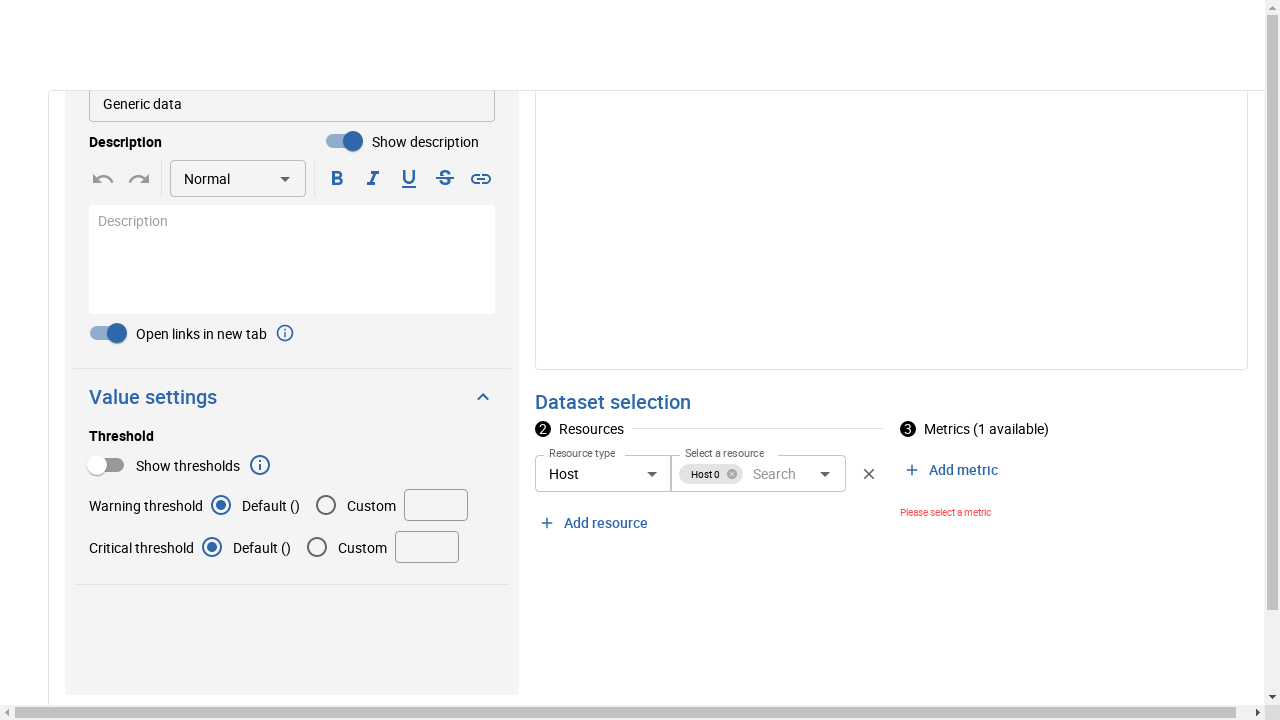 Generic data
Description
Show description
Normal
B I U S
Description
Open links in new tab
Value settings
Threshold
Show thresholds
Warning threshold
Default ()
Custom
Critical threshold
Default ()
Custom
Dataset selection
2 Resources
Resource type
Host
Select a resource
Host 0
Search
Add resource
3 Metrics (1 available)
Add metric
Please select a metric